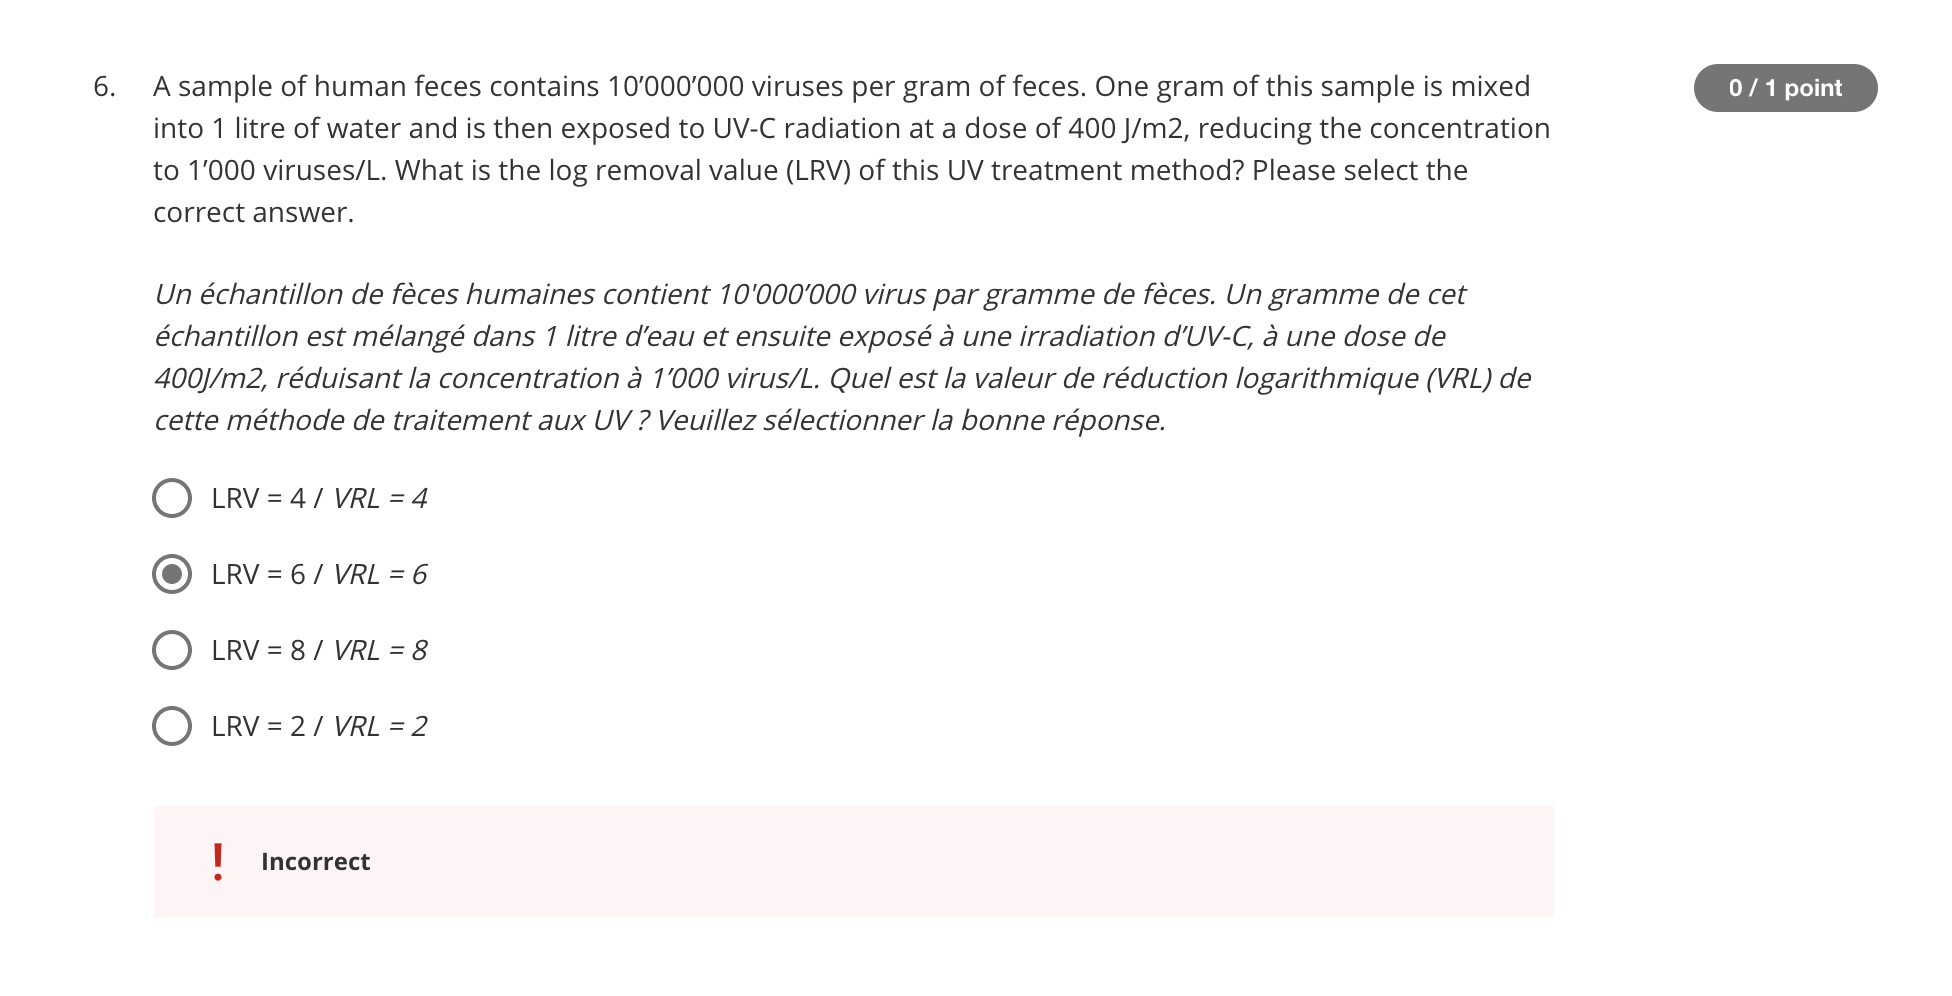 6. A sample of human feces contains 10’000’000 viruses per gram of feces. One gram of this sample is mixed
0 / 1 point
into 1 litre of water and is then exposed to UV-C radiation at a dose of 400 J/m2, reducing the concentration
to 1’000 viruses/L. What is the log removal value (LRV) of this UV treatment method? Please select the
correct answer.
Un échantillon de fèces humaines contient 10'000’000 virus par gramme de fèces. Un gramme de cet
échantillon est mélangé dans 1 litre d’eau et ensuite exposé à une irradiation d’UV-C, à une dose de
400J/m2, réduisant la concentration à 1’000 virus/L. Quel est la valeur de réduction logarithmique (VRL) de
cette méthode de traitement aux UV ? Veuillez sélectionner la bonne réponse.
LRV = 4 / VRL = 4
LRV = 6 / VRL = 6
LRV = 8 / VRL = 8
LRV = 2 / VRL = 2
! Incorrect